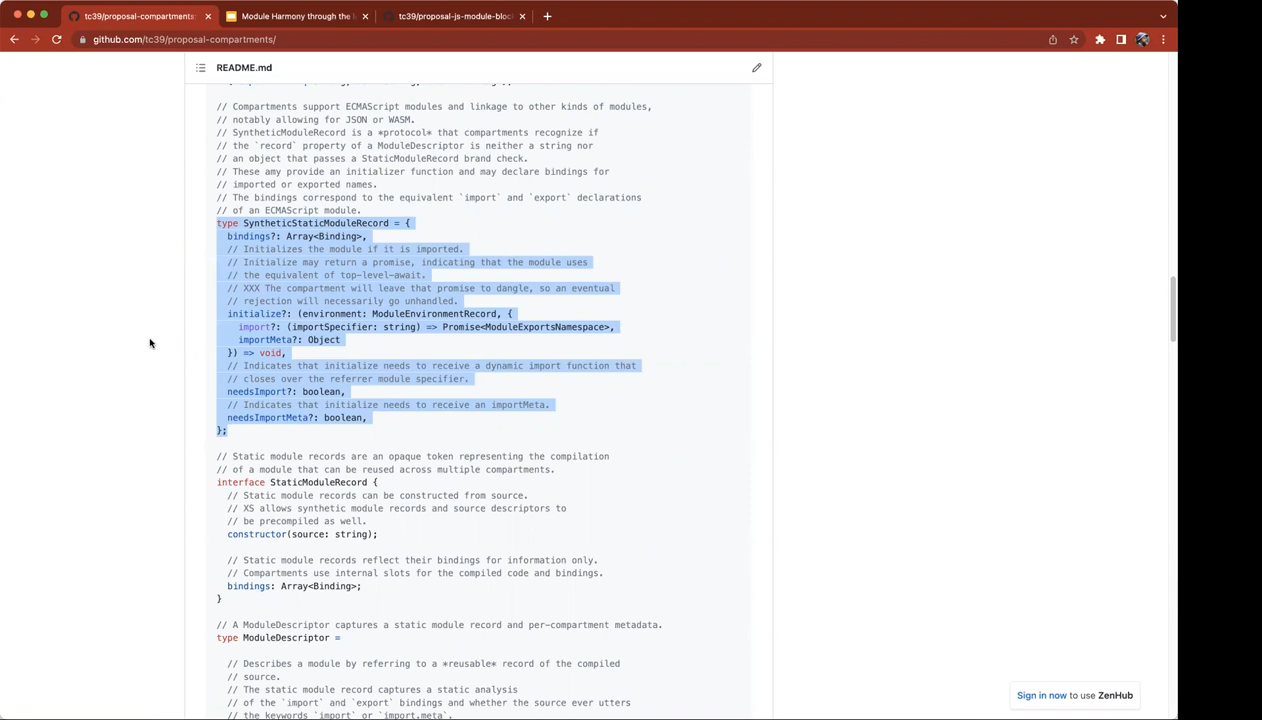 tc39/proposal-compartments:
Module Harmony through the
tc39/proposal-js-module-bloc
github.com/tc39/proposal-compartments/
README.md
// Compartments support ECMAScript modules and linkage to other kinds of modules,
// notably allowing for JSON or WASM.
// SyntheticModuleRecord is a *protocol* that compartments recognize if
// the `record` property of a ModuleDescriptor is neither a string nor
// an object that passes a StaticModuleRecord brand check.
// These amy provide an initializer function and may declare bindings for
// imported or exported names.
// The bindings correspond to the equivalent `import` and `export` declarations
// of an ECMAScript module.
type SyntheticStaticModuleRecord = {
bindings?: Array<Binding>,
// Initializes the module if it is imported.
// Initialize may return a promise, indicating that the module uses
// the equivalent of top-level-await.
// XXX The compartment will leave that promise to dangle, so an eventual
// rejection will necessarily go unhandled.
initialize?: (environment: ModuleEnvironmentRecord, {
import?: (importSpecifier: string) => Promise<ModuleExportsNamespace>,
importMeta?: Object
}) => void,
// Indicates that initialize needs to receive a dynamic import function that
// closes over the referrer module specifier.
needsImport?: boolean,
// Indicates that initialize needs to receive an importMeta.
needsImportMeta?: boolean,
};
// Static module records are an opaque token representing the compilation
// of a module that can be reused across multiple compartments.
interface StaticModuleRecord {
// Static module records can be constructed from source.
// XS allows synthetic module records and source descriptors to
// be precompiled as well.
constructor(source: string);
// Static module records reflect their bindings for information only.
// Compartments use internal slots for the compiled code and bindings.
bindings: Array<Binding>;
}
// A ModuleDescriptor captures a static module record and per-compartment metadata.
type ModuleDescriptor =
// Describes a module by referring to a *reusable* record of the compiled
// source.
// The static module record captures a static analysis
// of the `import` and `export` bindings and whether the source ever utters
// the keywords `import` or `import.meta`.
Sign in now to use ZenHub